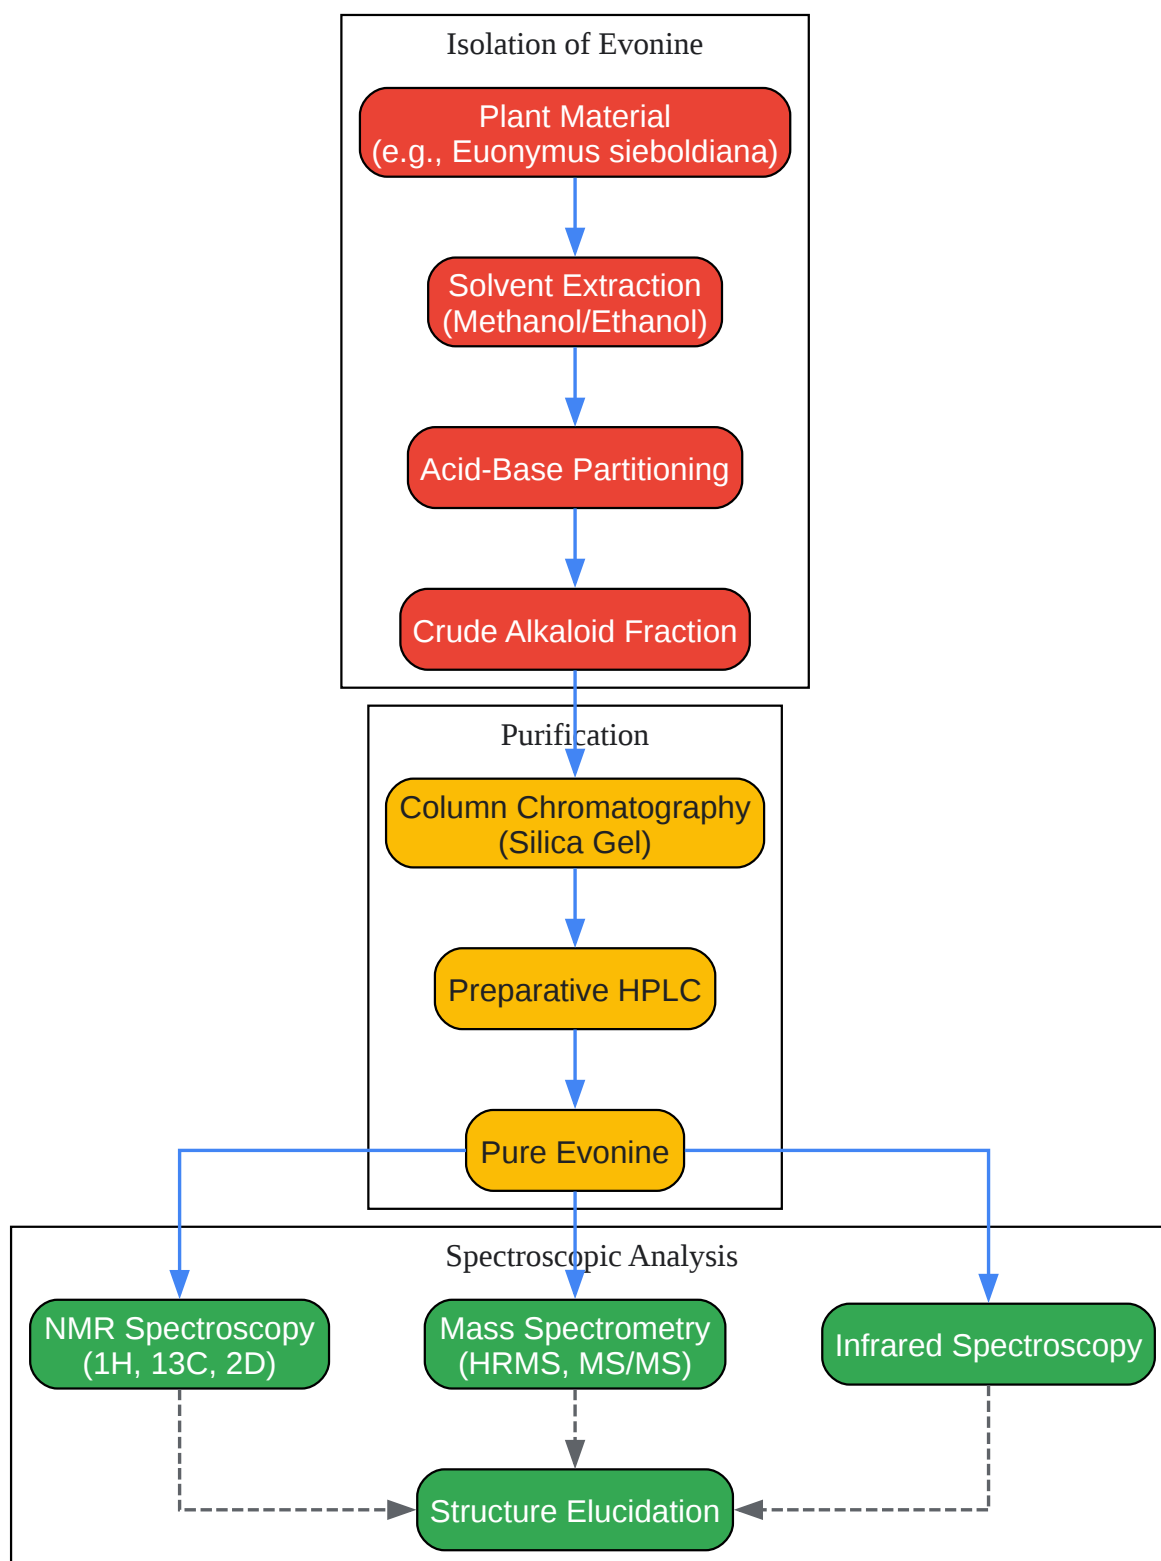 Isolation of Evonine
Plant Material
(e.g., Euonymus sieboldiana)
Solvent Extraction
(Methanol/Ethanol)
Acid-Base Partitioning
Crude Alkaloid Fraction
Purification
Column Chromatography
(Silica Gel)
Preparative HPLC
Pure Evonine
Spectroscopic Analysis
NMR Spectroscopy
(1H, 13C, 2D)
Mass Spectrometry
(HRMS, MS/MS)
Infrared Spectroscopy
Structure Elucidation